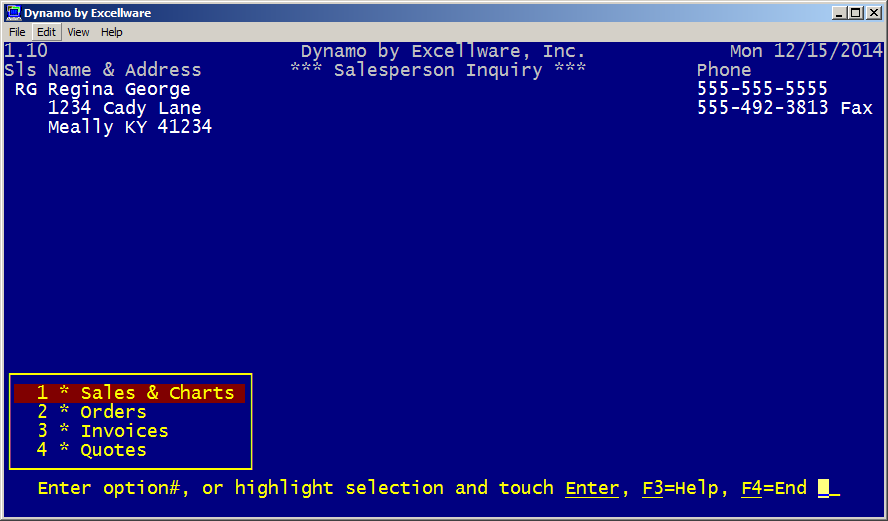 Dynamo by Excellware
File Edit View Help
1.10 Dynamo by Excellware, Inc. Mon 12/15/2014
Sls Name & Address *** Salesperson Inquiry *** Phone
RG Regina George 555-555-5555
1234 Cady Lane 555-492-3813 Fax
Meally KY 41234
1 * Sales & Charts
2 * Orders
3 * Invoices
4 * Quotes
Enter option#, or highlight selection and touch Enter, F3=Help, F4=End